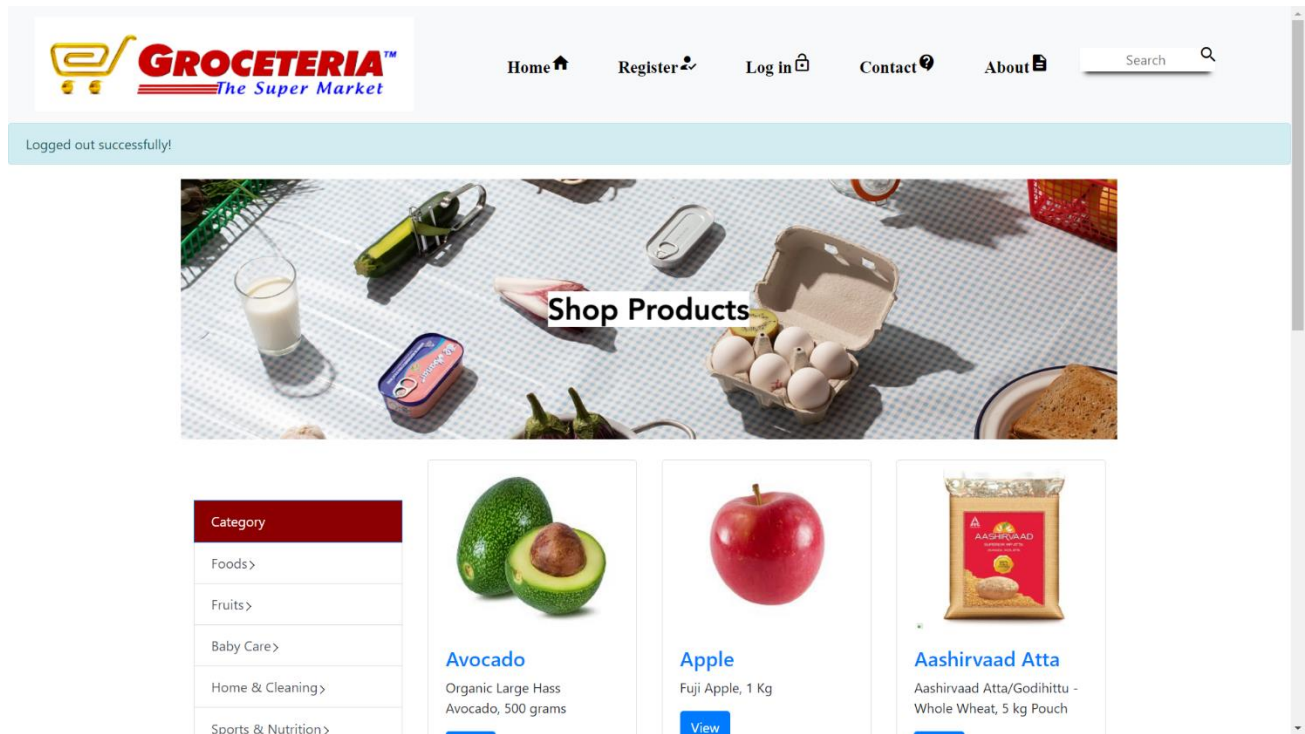 GROCETERIA™
The Super Market
Home
Register
Log in
Contact
About
Search
Logged out successfully!
Shop Products
Category
Foods
Fruits
Baby Care
Home & Cleaning
Sports & Nutrition
Avocado
Organic Large Hass
Avocado, 500 grams
Apple
Fuji Apple, 1 Kg
View
AASHIRVAAD
Aashirvaad Atta
Aashirvaad Atta/Godihittu -
Whole Wheat, 5 kg Pouch